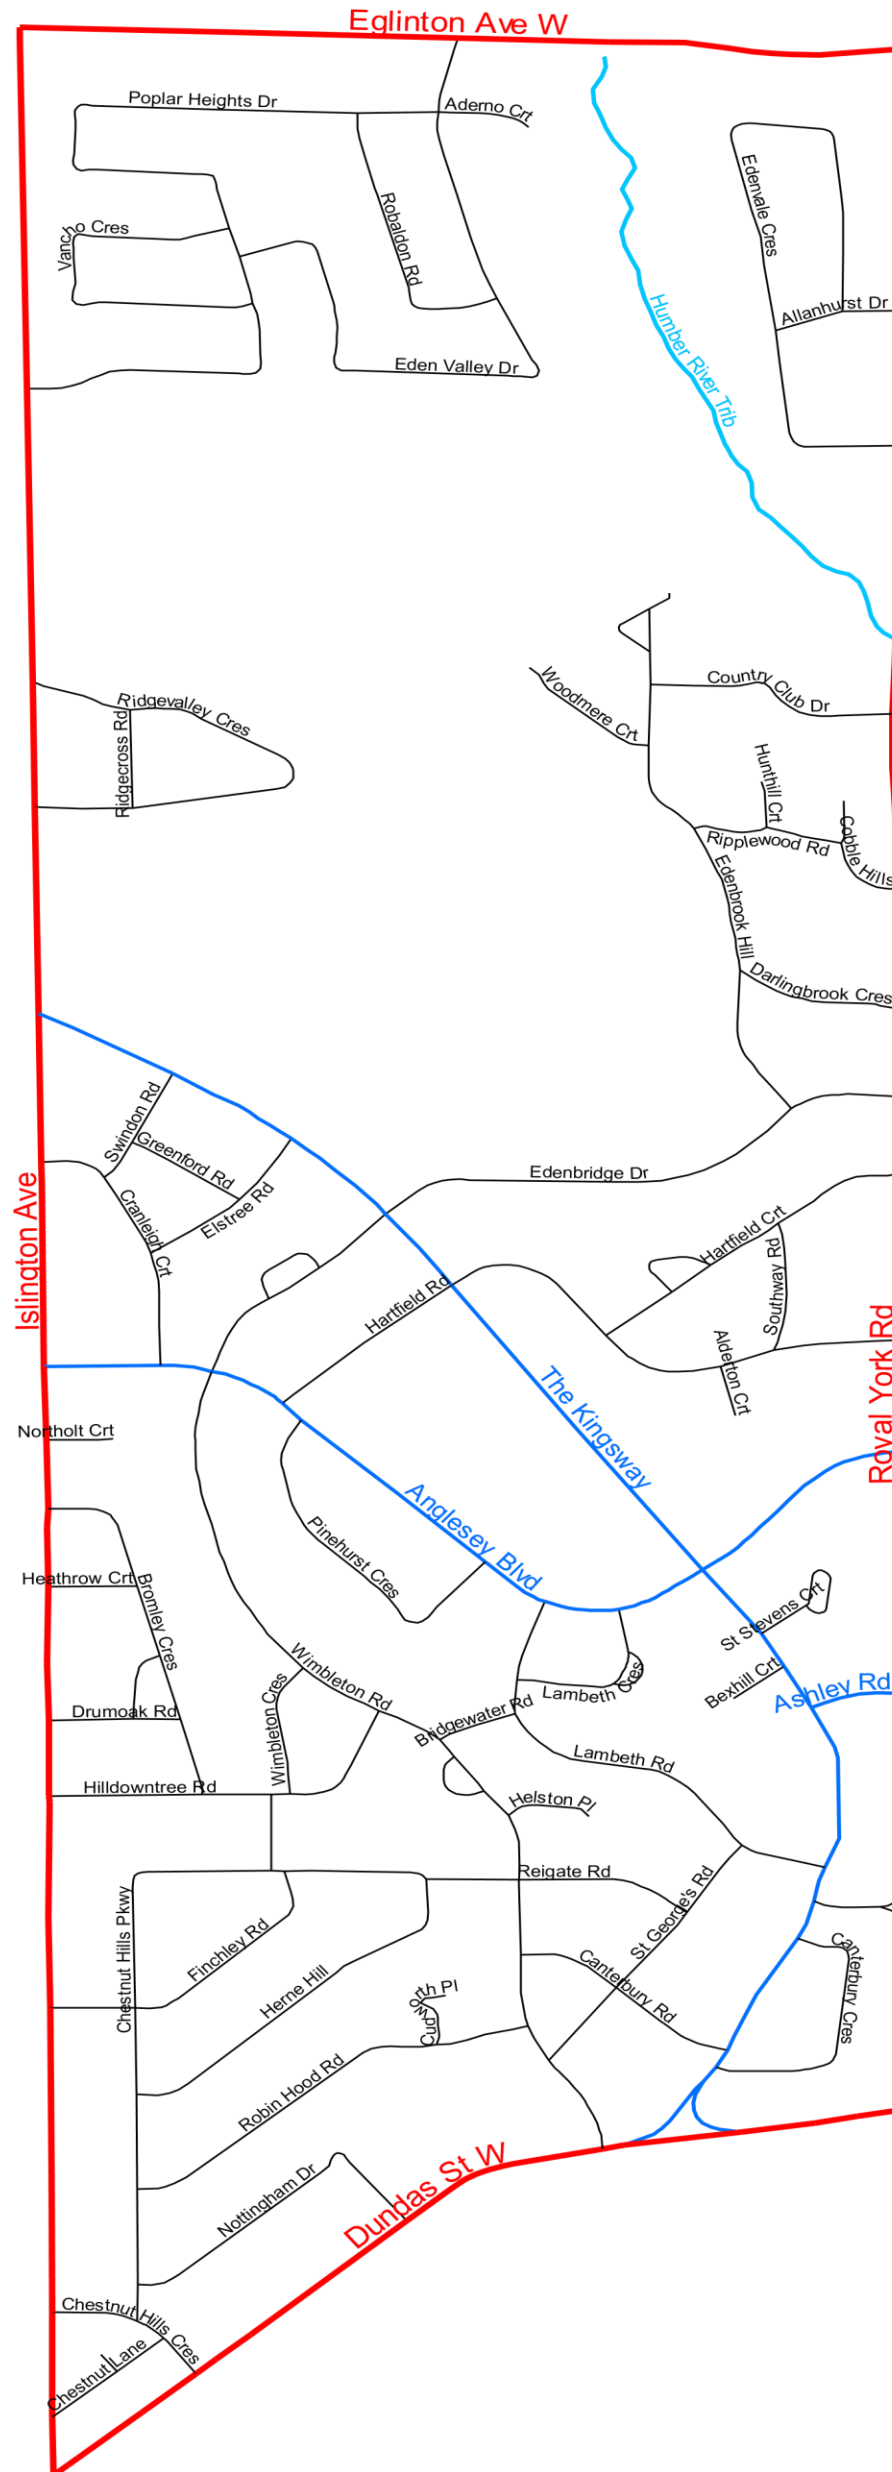 Eglinton Ave W
Poplar Heights Dr
Aderno Crt
Edenvale Cres
Robaldon Rd
Vancho Cres
Humber River Trib
Allanhurst Dr
Eden Valley Dr
Woodmere Crt
Country Club Dr
Ridgevalley Cres
Ridgecross Rd
Hunthill Crt
Cobble Hills
Ripplewood Rd
Edenbrook Hill
Darlingbrook Cres
Swindon Rd
Greenford Rd
Edenbridge Dr
Islington Ave
Cranleigh Crt
Elstree Rd
Hartfield Crt
Southway Rd
Hartfield Rd
Royal York Rd
Alderton Crt
The Kingsway
Northolt Crt
Anglesey Blvd
Pinehurst Cres
Heathrow Crt
Bromley Cres
St Stevens Crt
Wimbleton Rd
Lambeth Cres
Bexhill Crt
Ashley Rd
Wimbleton Cres
Drumoak Rd
Bridgewater Rd
Lambeth Rd
Hilldowntree Rd
Helston Pl
Reigate Rd
St George's Rd
Chestnut Hills Pkwy
Finchley Rd
Canterbury Cres
Herne Hill
Canterbury Rd
Cudworth Pl
Robin Hood Rd
Dundas St W
Nottingham Dr
Chestnut Hills Cres
Chestnut Lane